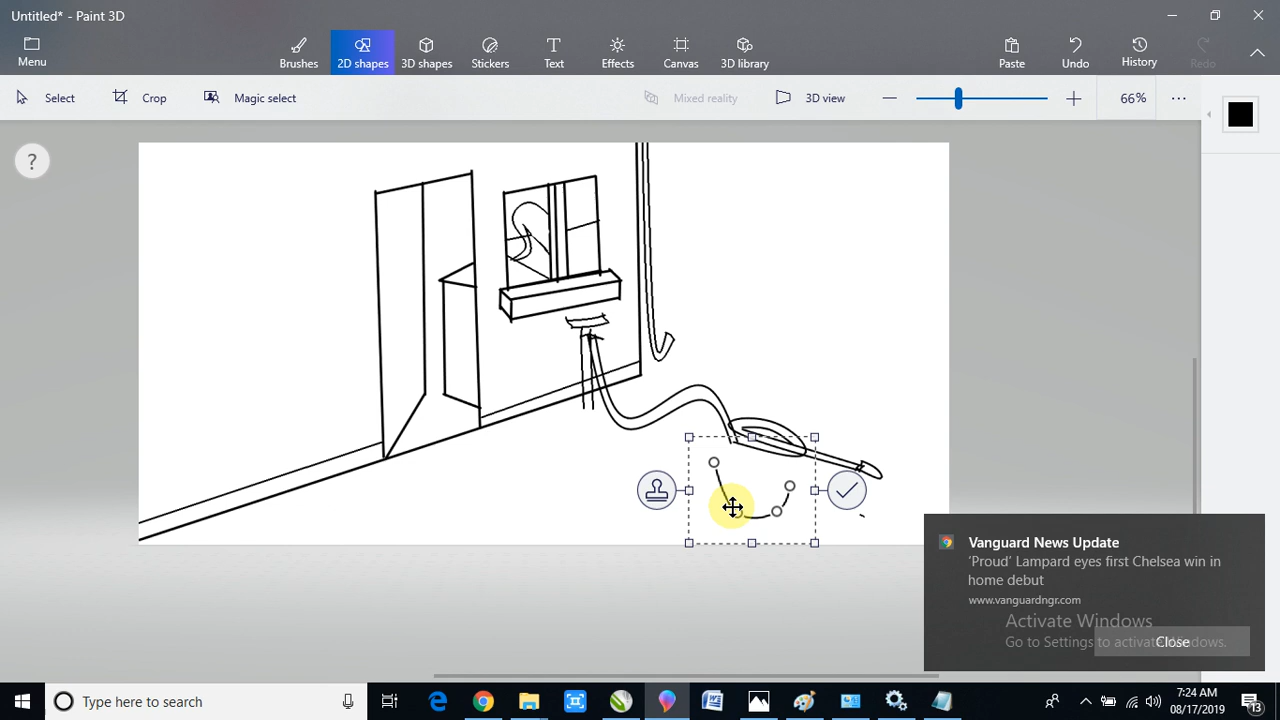 Untitled* - Paint 3D
Menu
Brushes
2D shapes
3D shapes
Stickers
Text
Effects
Canvas
3D library
Paste
Undo
History
Redo
Select
Crop
Magic select
Mixed reality
3D view
66%
?
Vanguard News Update
'Proud' Lampard eyes first Chelsea win in
home debut
www.vanguardngr.com
Activate Windows
Go to Settings to activate Windows.
Close
Type here to search
7:24 AM
08/17/2019
13